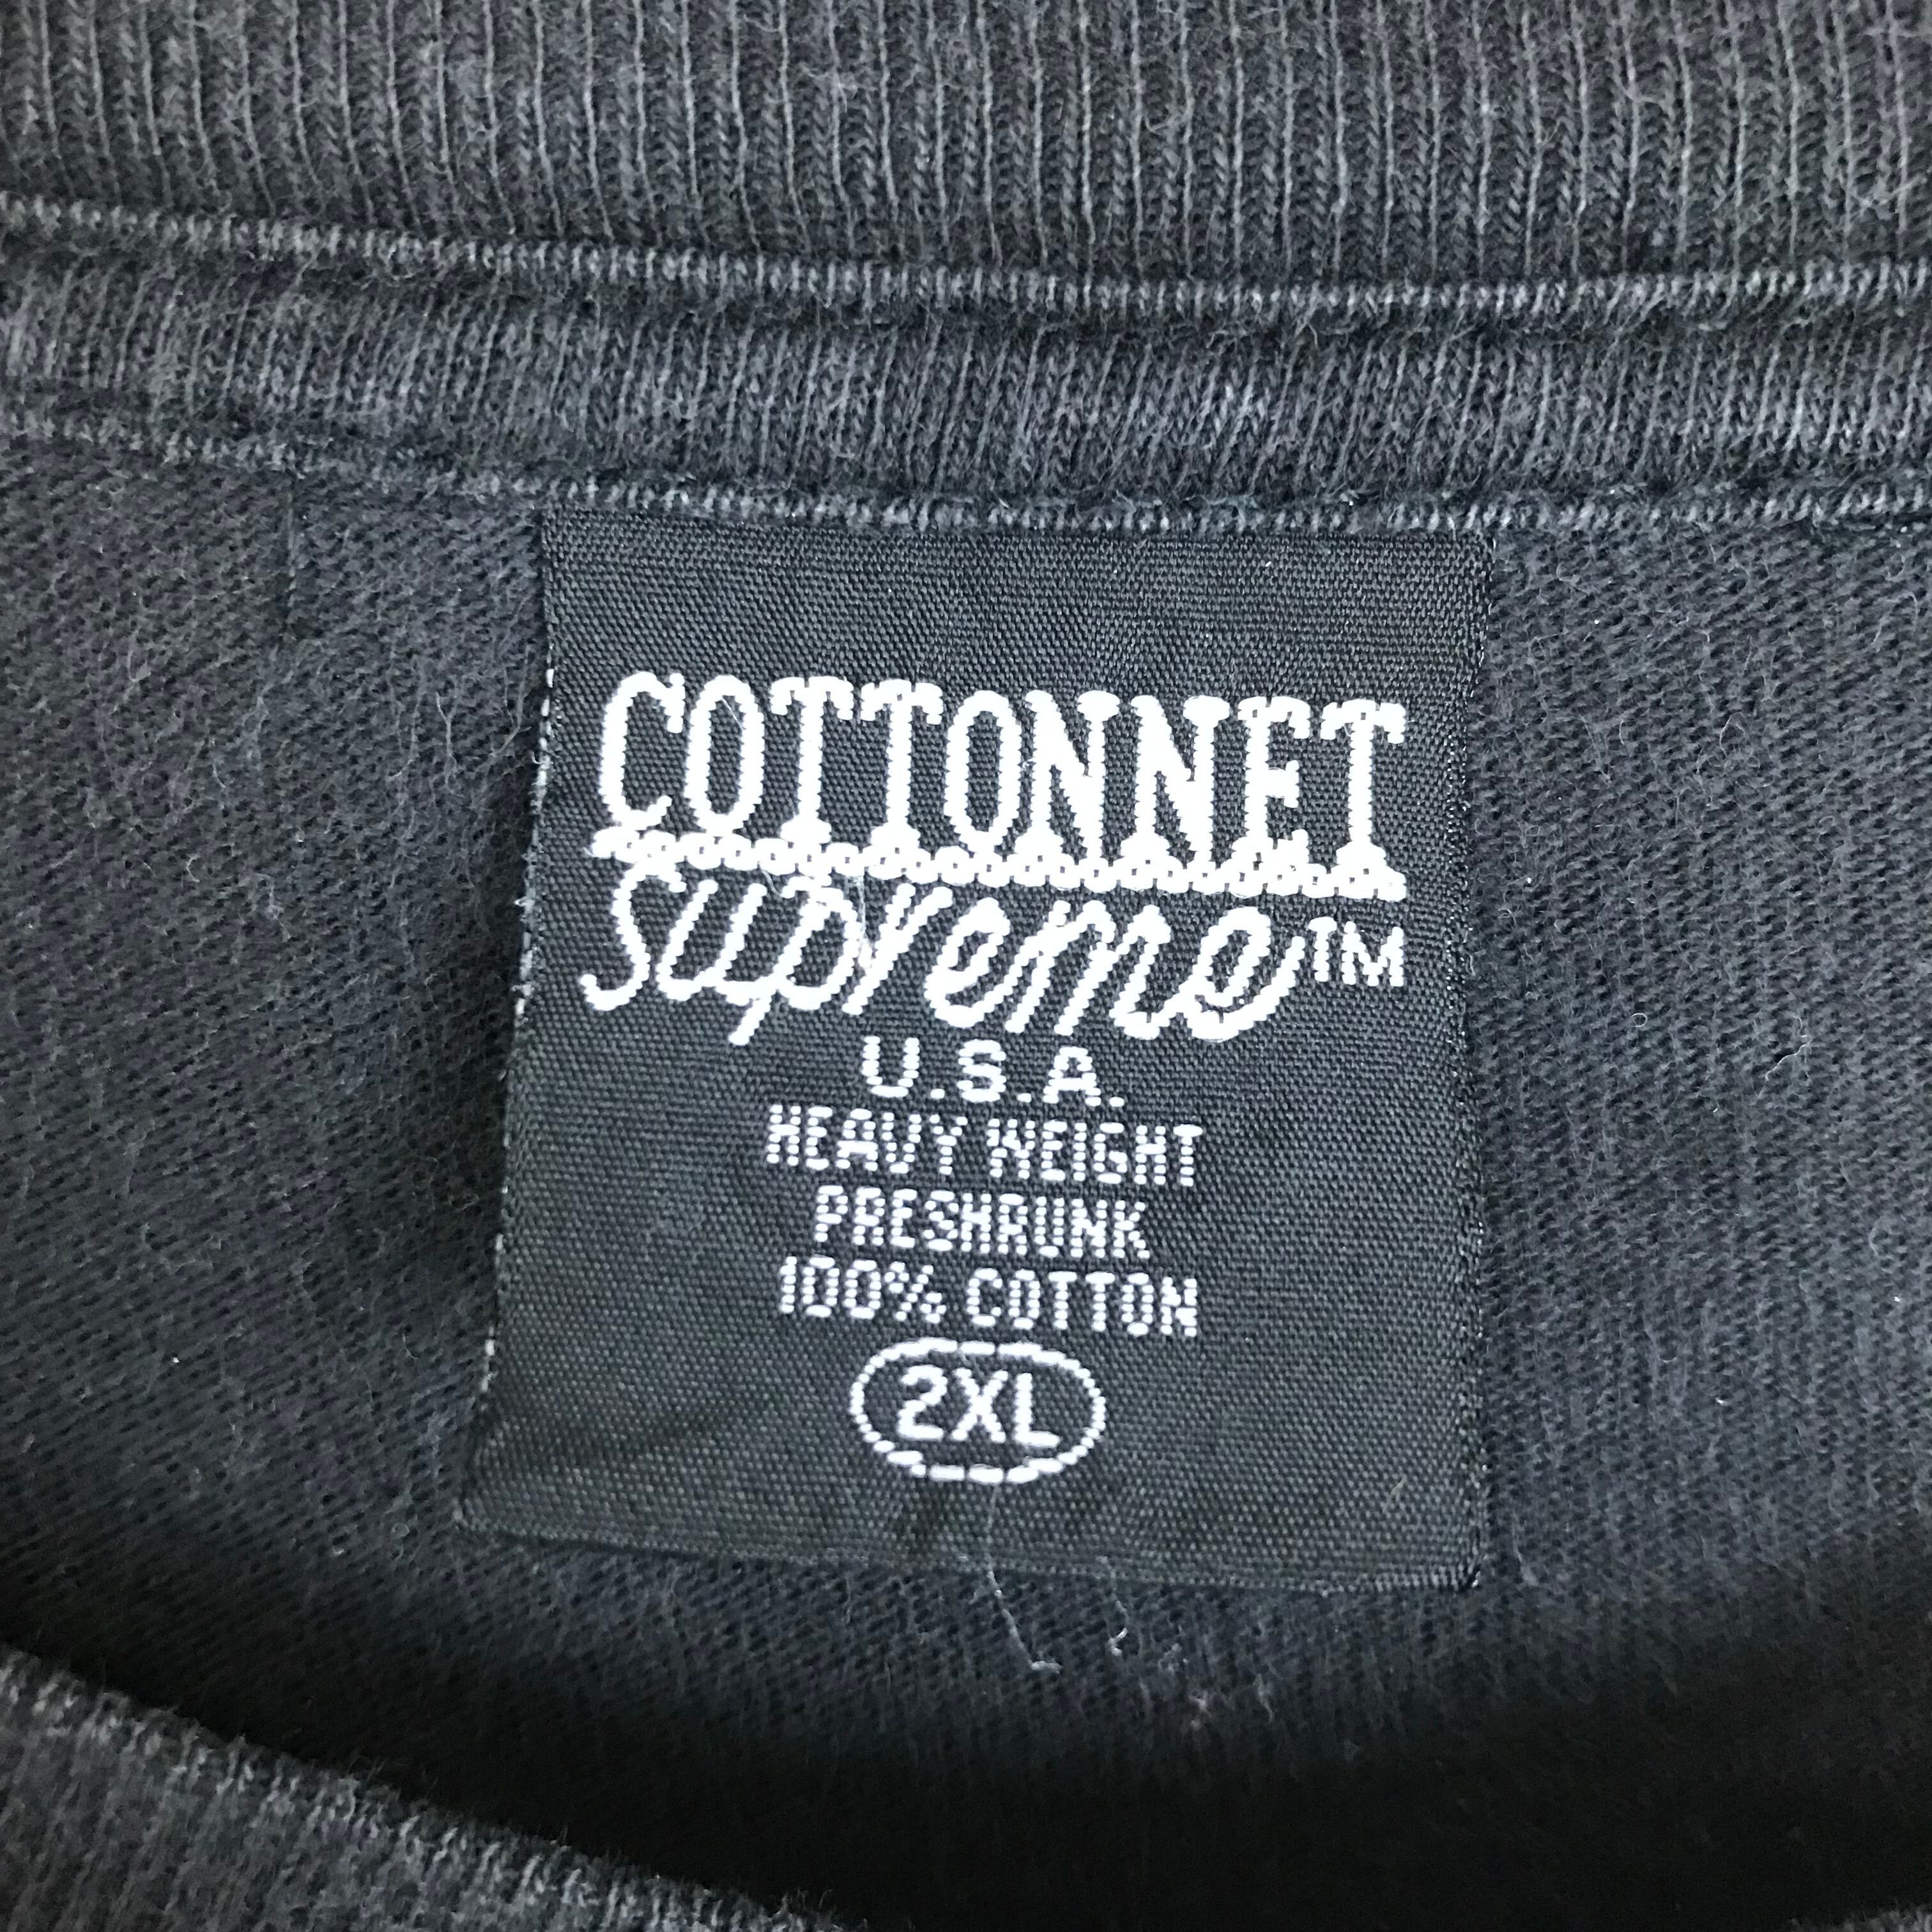 COTTONNET
Supreme™
U.S.A.
HEAVY WEIGHT
PRESHRUNK
100% COTTON
2XL